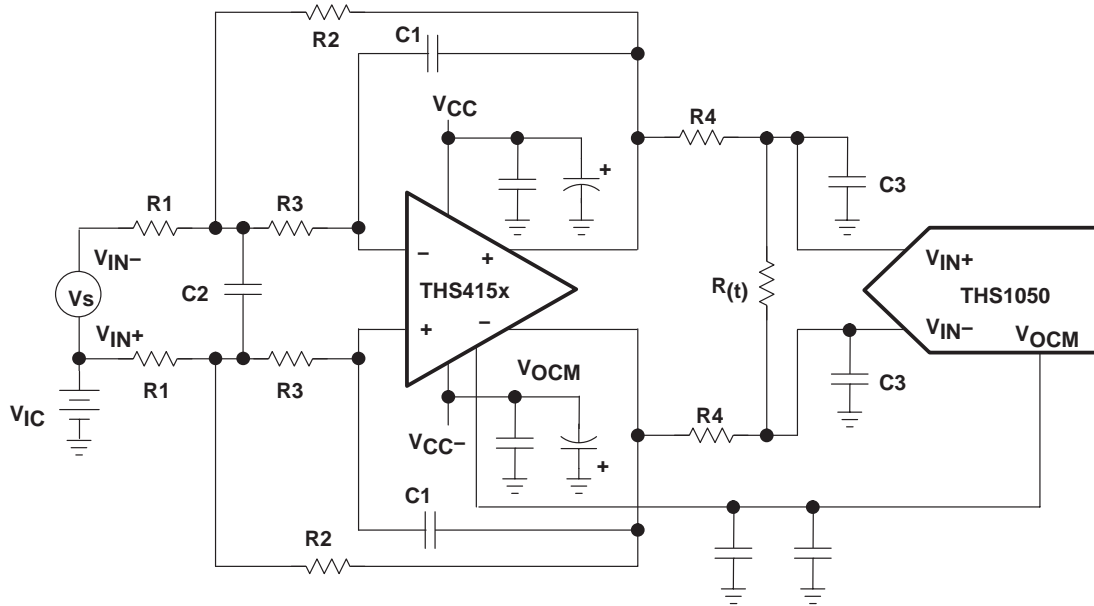 R2
C1
VCC
R4
+
C3
R1
R3
VIN−
−
+
VIN+
Vs
C2
THS415x
R(t)
THS1050
VIN+
+
−
VIN−
VOCM
R1
R3
VOCM
C3
VIC
R4
VCC−
+
C1
R2